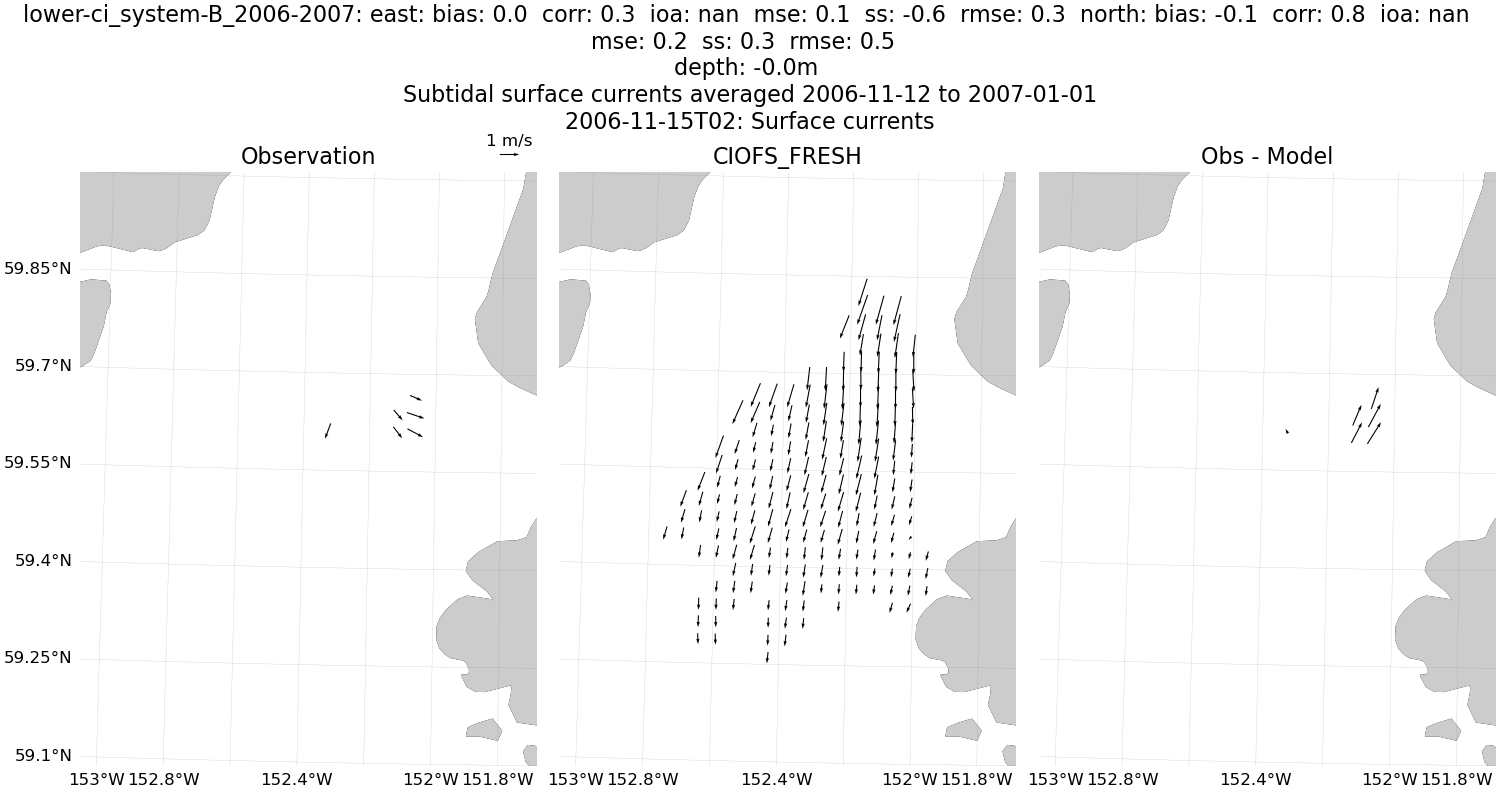 lower-ci_system-B_2006-2007: east: bias: 0.0  corr: 0.3  ioa: nan  mse: 0.1  ss: -0.6  rmse: 0.3  north: bias: -0.1  corr: 0.8  ioa: nan
mse: 0.2  ss: 0.3  rmse: 0.5
depth: -0.0m
Subtidal surface currents averaged 2006-11-12 to 2007-01-01
2006-11-15T02: Surface currents
1 m/s
Observation CIOFS_FRESH Obs - Model
59.85°N
59.7°N
59.55°N
59.4°N
59.25°N
59.1°N
153°W 152.8°W 152.4°W 152°W 151.8°W 153°W 152.8°W 152.4°W 152°W 151.8°W 153°W 152.8°W 152.4°W 152°W 151.8°W